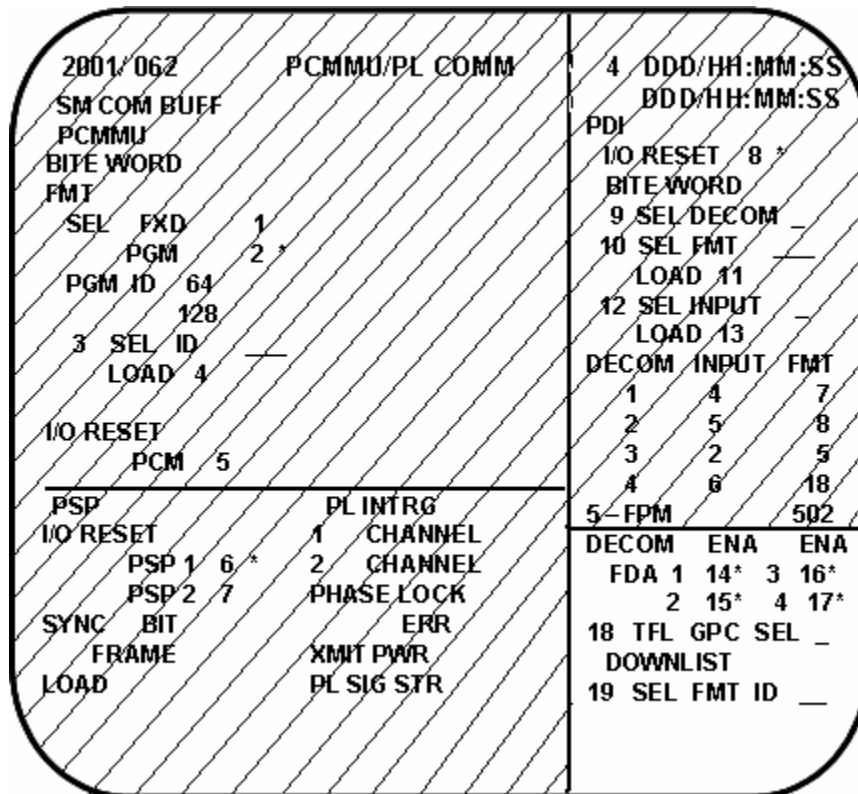 2001/ 062 PCMMU/PL COMM
SM COM BUFF
PCMMU
BITE WORD
FMT
SEL FXD 1
PGM 2 *
PGM ID 64
128
3 SEL ID ___
LOAD 4
I/O RESET
PCM 5
4 DDD/HH:MM:SS
DDD/HH:MM:SS
PDI
I/O RESET 8 *
BITE WORD
9 SEL DECOM _
10 SEL FMT ___
LOAD 11
12 SEL INPUT _
LOAD 13
DECOM INPUT FMT
1 4 7
2 5 8
3 2 5
4 6 18
5-FPM 502
PSP
I/O RESET
PSP 1 6 *
PSP 2 7
SYNC BIT
FRAME
LOAD
PL INTRG
1 CHANNEL
2 CHANNEL
PHASE LOCK
ERR
XMIT PWR
PL SIG STR
DECOM ENA ENA
FDA 1 14* 3 16*
2 15* 4 17*
18 TFL GPC SEL _
DOWNLIST
19 SEL FMT ID __